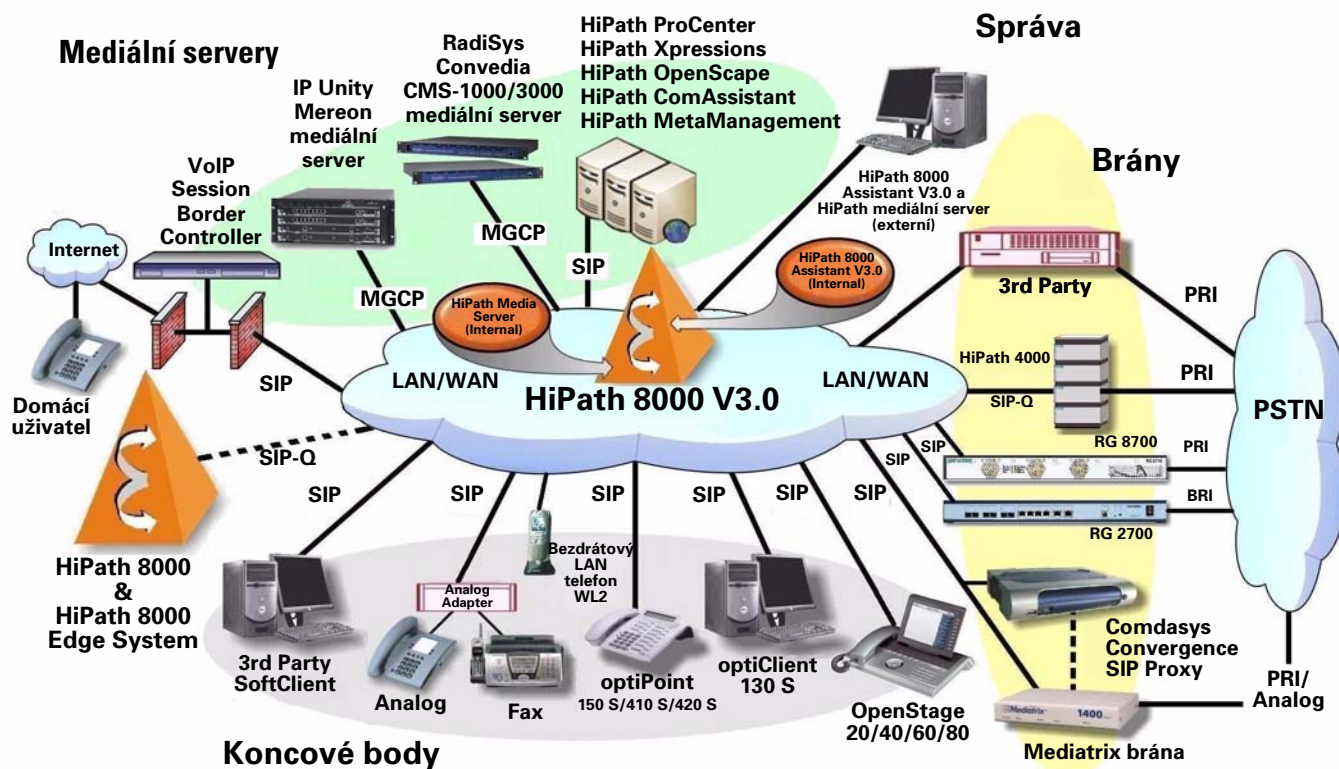 Mediální servery
RadiSys
Convedia
CMS-1000/3000
mediální server
HiPath ProCenter
HiPath Xpressions
HiPath OpenScape
HiPath ComAssistant
HiPath MetaManagement
Správa
IP Unity
Mereon
mediální
server
VoIP
Session
Border
Controller
Internet
MGCP
MGCP
SIP
HiPath 8000
Assistant V3.0 a
HiPath mediální server
(externí)
Brány
HiPath Media
Server
(Internal)
HiPath 8000
Assistant V3.0
(Internal)
3rd Party
PRI
SIP
LAN/WAN
LAN/WAN
HiPath 8000 V3.0
HiPath 4000
PRI
SIP-Q
PSTN
Domácí
uživatel
SIP-Q
RG 8700
SIP
SIP
PRI
BRI
RG 2700
SIP
SIP
SIP
SIP
SIP
SIP
HiPath 8000
&
HiPath 8000
Edge System
Bezdrátový
LAN
telefon
WL2
Analog
Adapter
3rd Party
SoftClient
Analog
Fax
optiPoint
150 S/410 S/420 S
optiClient
130 S
OpenStage
20/40/60/80
Comdasys
Convergence
SIP Proxy
PRI/
Analog
Mediatrix
1400
Mediatrix brána
Koncové body